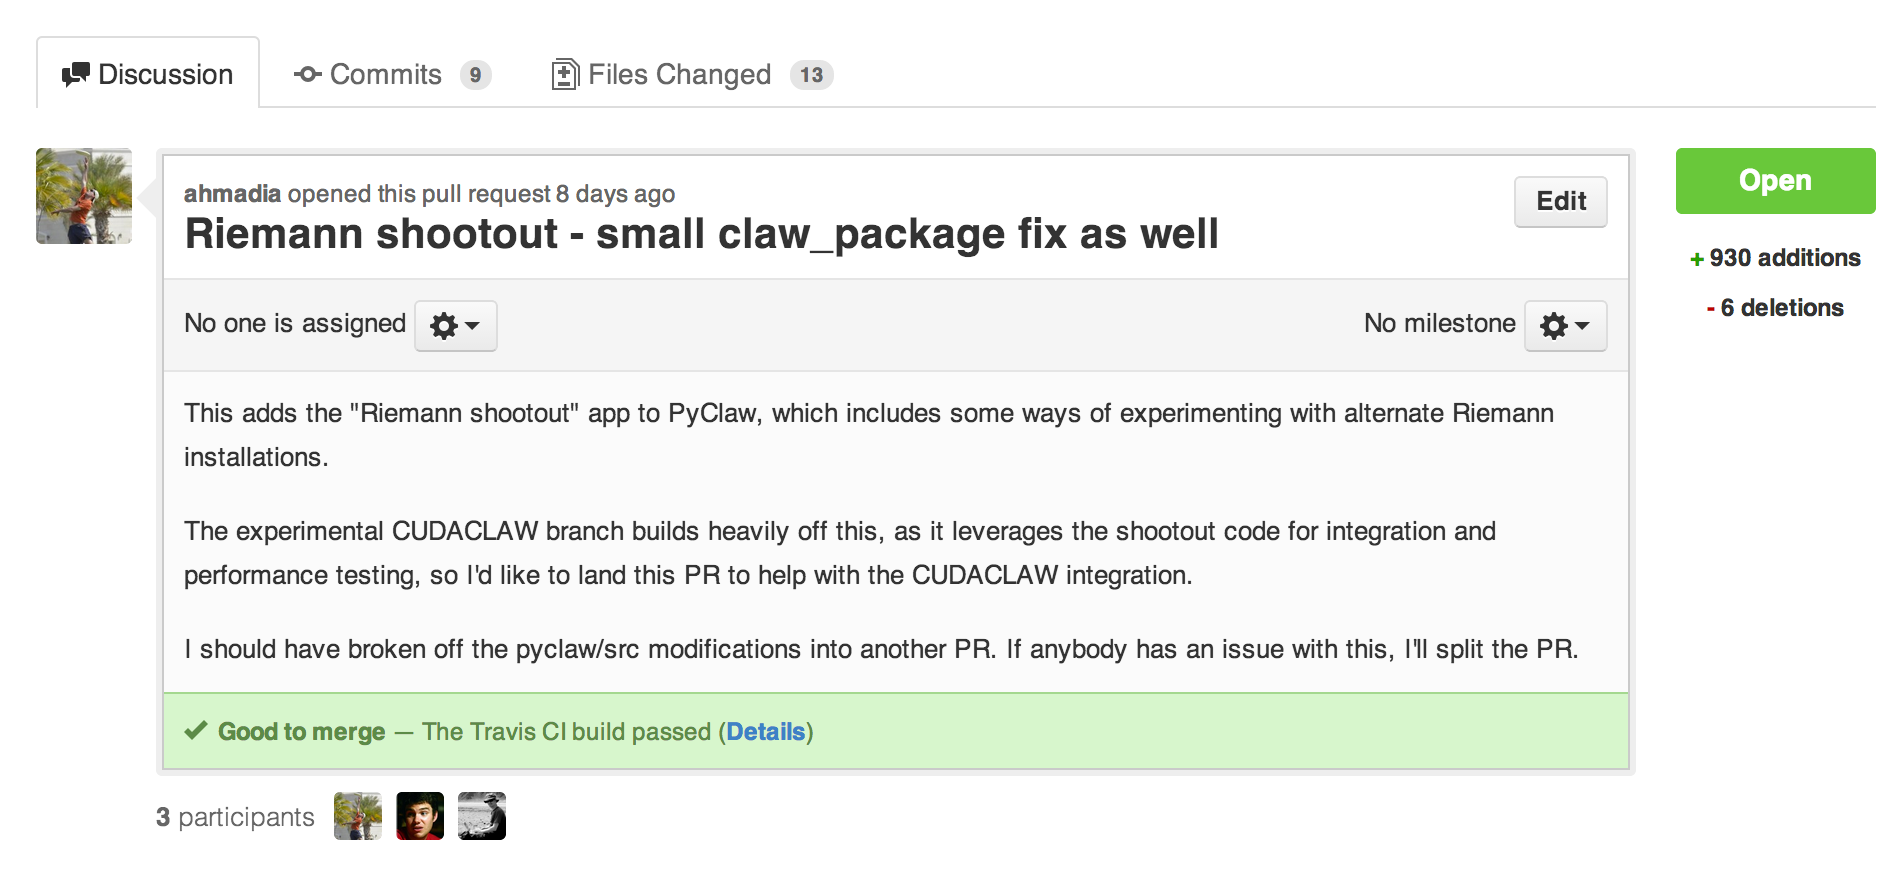 Discussion Commits 9 Files Changed 13
ahmadia opened this pull request 8 days ago
Riemann shootout - small claw_package fix as well
Edit
Open
+ 930 additions
- 6 deletions
No one is assigned
No milestone
This adds the "Riemann shootout" app to PyClaw, which includes some ways of experimenting with alternate Riemann
installations.
The experimental CUDACLAW branch builds heavily off this, as it leverages the shootout code for integration and
performance testing, so I'd like to land this PR to help with the CUDACLAW integration.
I should have broken off the pyclaw/src modifications into another PR. If anybody has an issue with this, I'll split the PR.
✔ Good to merge — The Travis CI build passed (Details)
3 participants